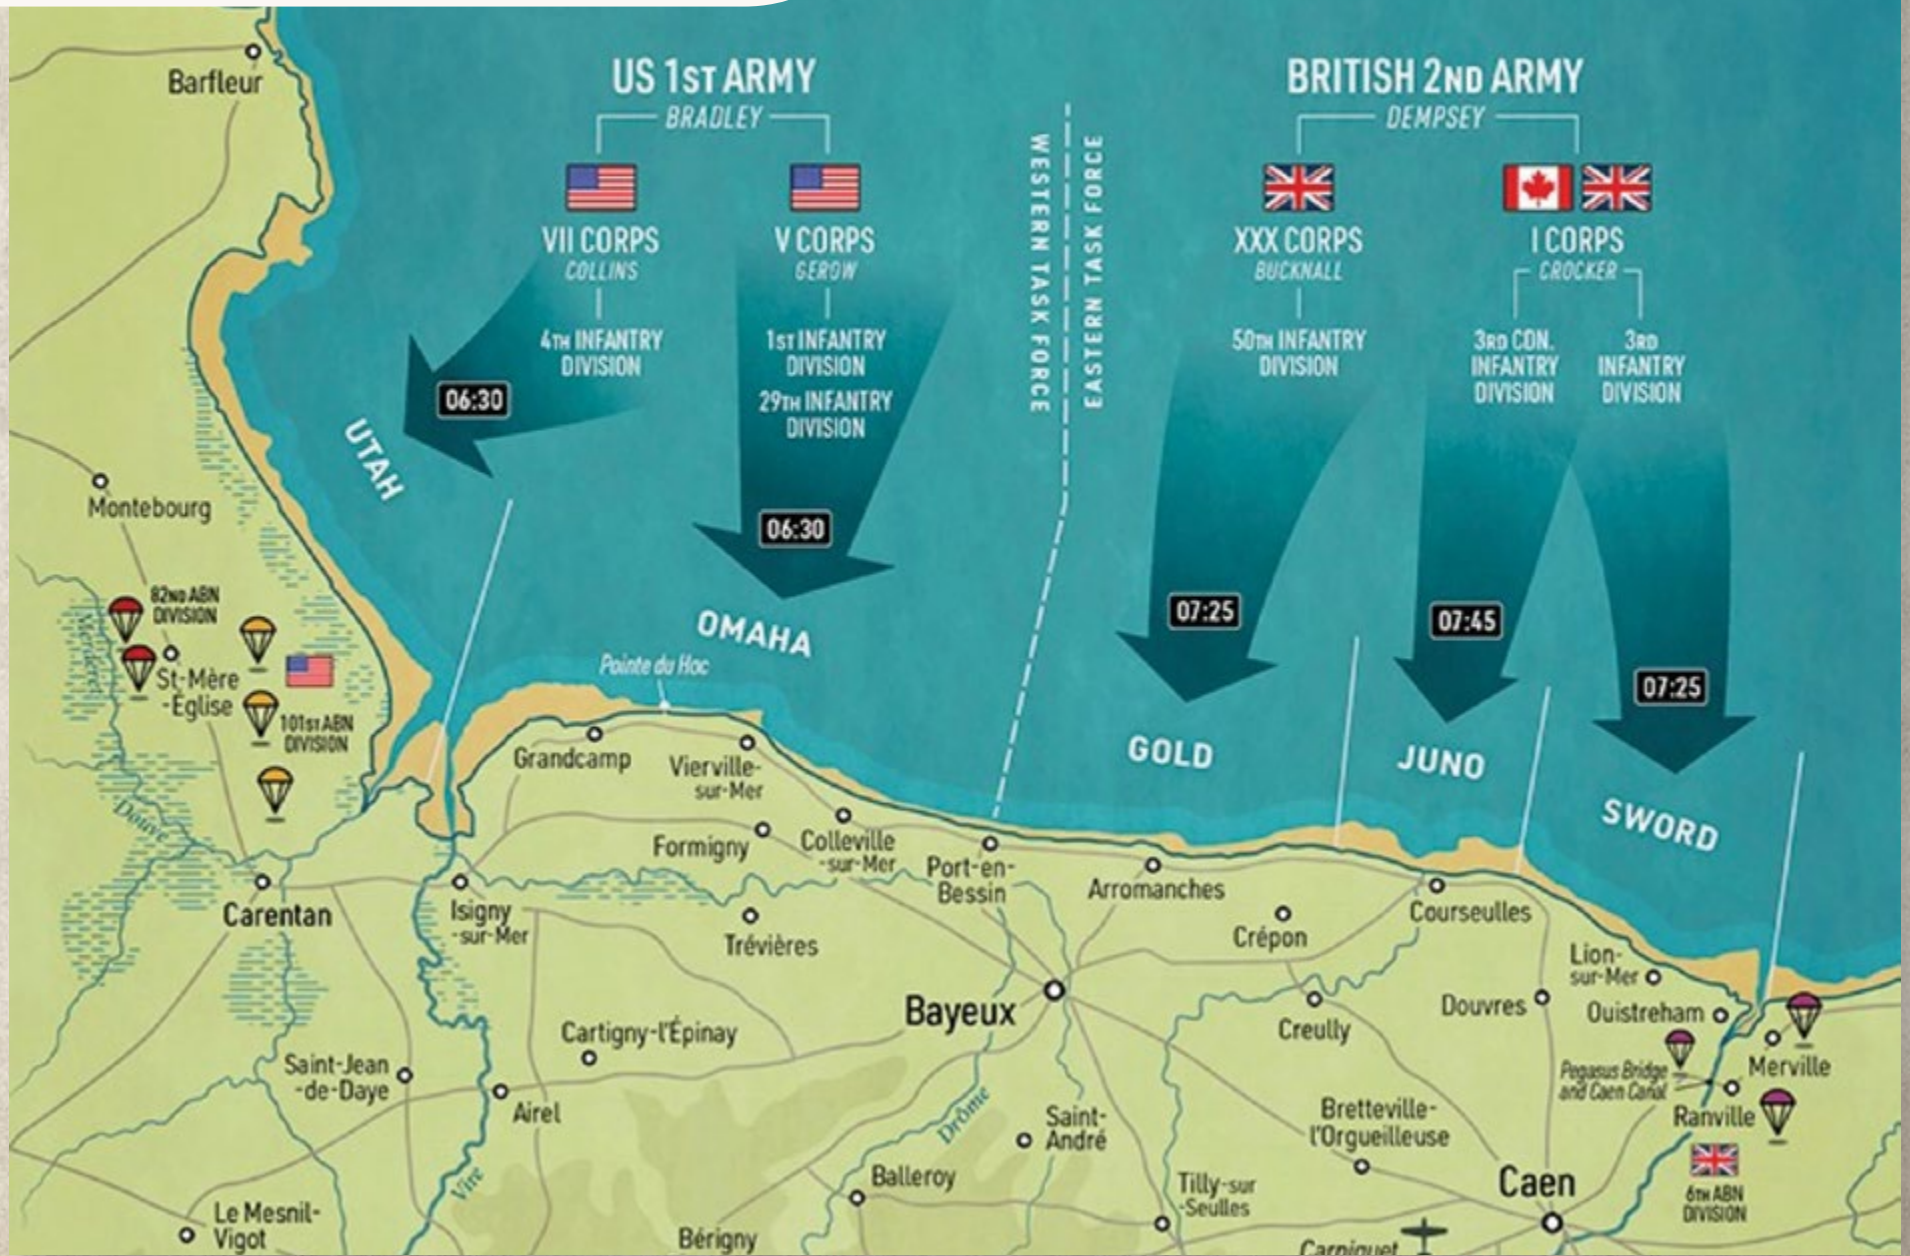 US 1ST ARMY
BRADLEY
BRITISH 2ND ARMY
DEMPSEY
VII CORPS
COLLINS
V CORPS
GEROW
WESTERN TASK FORCE
EASTERN TASK FORCE
XXX CORPS
BUCKNALL
I CORPS
CROCKER
4TH INFANTRY
DIVISION
1ST INFANTRY
DIVISION
29TH INFANTRY
DIVISION
50TH INFANTRY
DIVISION
3RD CON.
INFANTRY
DIVISION
3RD
INFANTRY
DIVISION
06:30
06:30
07:25
07:45
07:25
UTAH
OMAHA
GOLD
JUNO
SWORD
Barfleur
Montebourg
82ND ABN
DIVISION
Merderet
St-Mère
-Église
101ST ABN
DIVISION
Douve
Pointe du Hoc
Grandcamp
Vierville-
sur-Mer
Formigny
Colleville
-sur-Mer
Port-en-
Bessin
Arromanches
Carentan
Isigny
-sur-Mer
Trévières
Crépon
Courseulles
Lion-
sur-Mer
Bayeux
Creully
Douvres
Ouistreham
Merville
Pegasus Bridge
and Caen Canal
Ranville
Cartigny-l'Épinay
Saint-Jean
-de-Daye
Airel
Drôme
Saint-
André
Bretteville-
l'Orgueilleuse
Vire
Balleroy
Tilly-sur
-Seulles
Caen
6TH ABN
DIVISION
Le Mesnil-
Vigot
Bérigny
Carpiquet